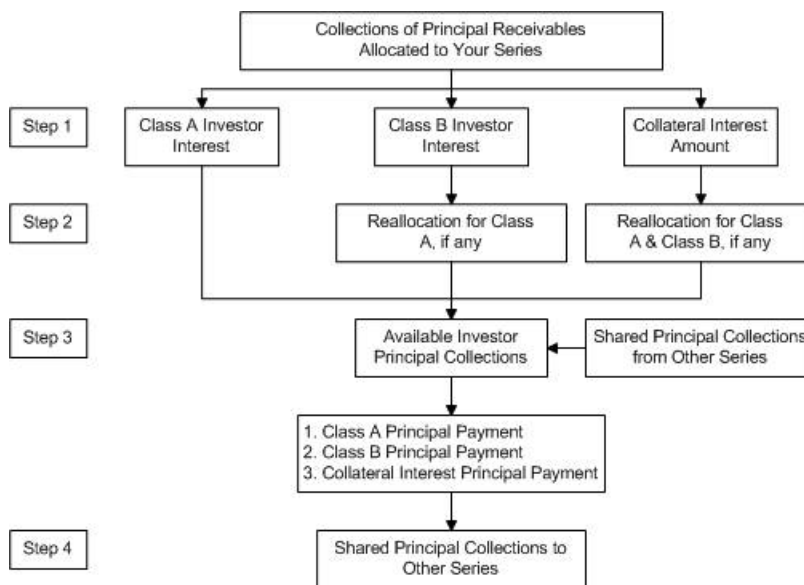 Collections of Principal Receivables
Allocated to Your Series
Step 1
Class A Investor
Interest
Class B Investor
Interest
Collateral Interest
Amount
Step 2
Reallocation for Class
A, if any
Reallocation for Class
A & Class B, if any
Step 3
Available Investor
Principal Collections
Shared Principal Collections
from Other Series
1. Class A Principal Payment
2. Class B Principal Payment
3. Collateral Interest Principal Payment
Step 4
Shared Principal Collections to
Other Series